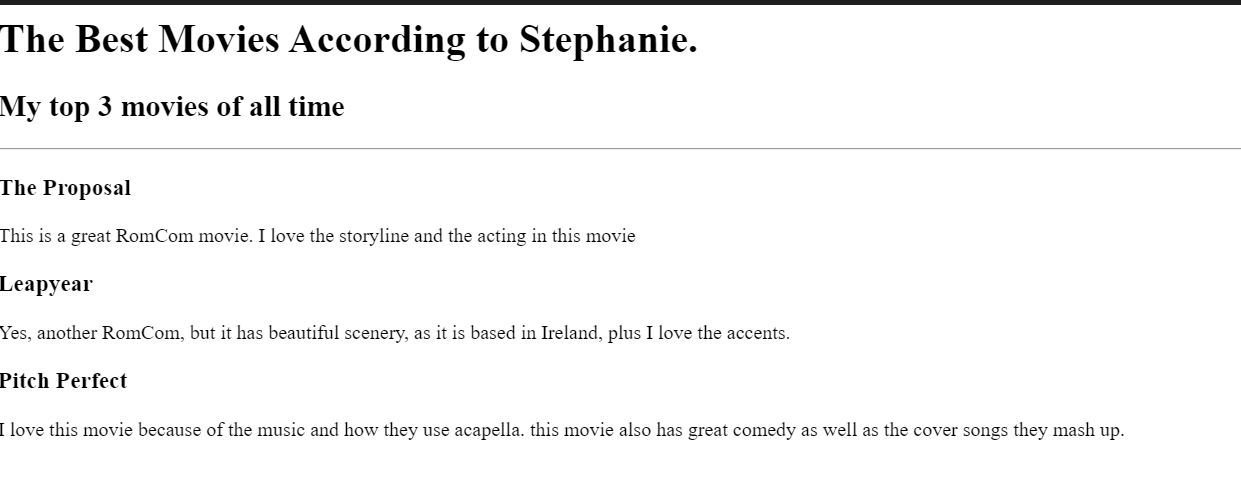 The Best Movies According to Stephanie.
My top 3 movies of all time
The Proposal
This is a great RomCom movie. I love the storyline and the acting in this movie
Leapyear
Yes, another RomCom, but it has beautiful scenery, as it is based in Ireland, plus I love the accents.
Pitch Perfect
I love this movie because of the music and how they use acapella. this movie also has great comedy as well as the cover songs they mash up.